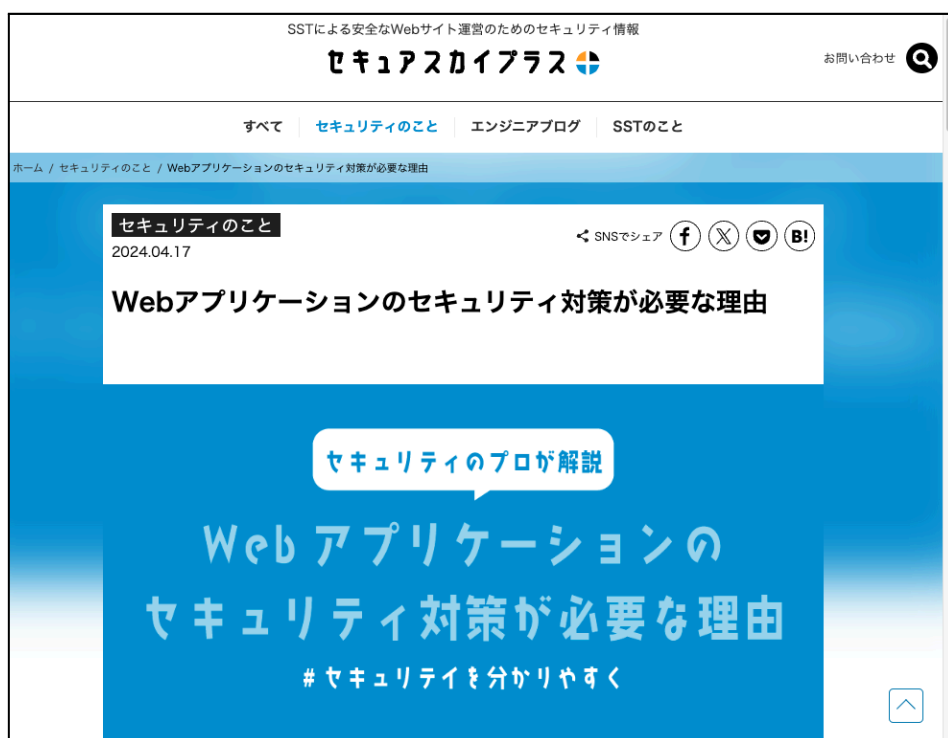 SSTによる安全なWebサイト運営のためのセキュリティ情報
セキュアスカイプラス
お問い合わせ
すべて セキュリティのこと エンジニアブログ SSTのこと
ホーム / セキュリティのこと / Webアプリケーションのセキュリティ対策が必要な理由
セキュリティのこと
2024.04.17
SNSでシェア
B!
Webアプリケーションのセキュリティ対策が必要な理由
セキュリティのプロが解説
Webアプリケーションの
セキュリティ対策が必要な理由
#セキュリテイを分かりやすく